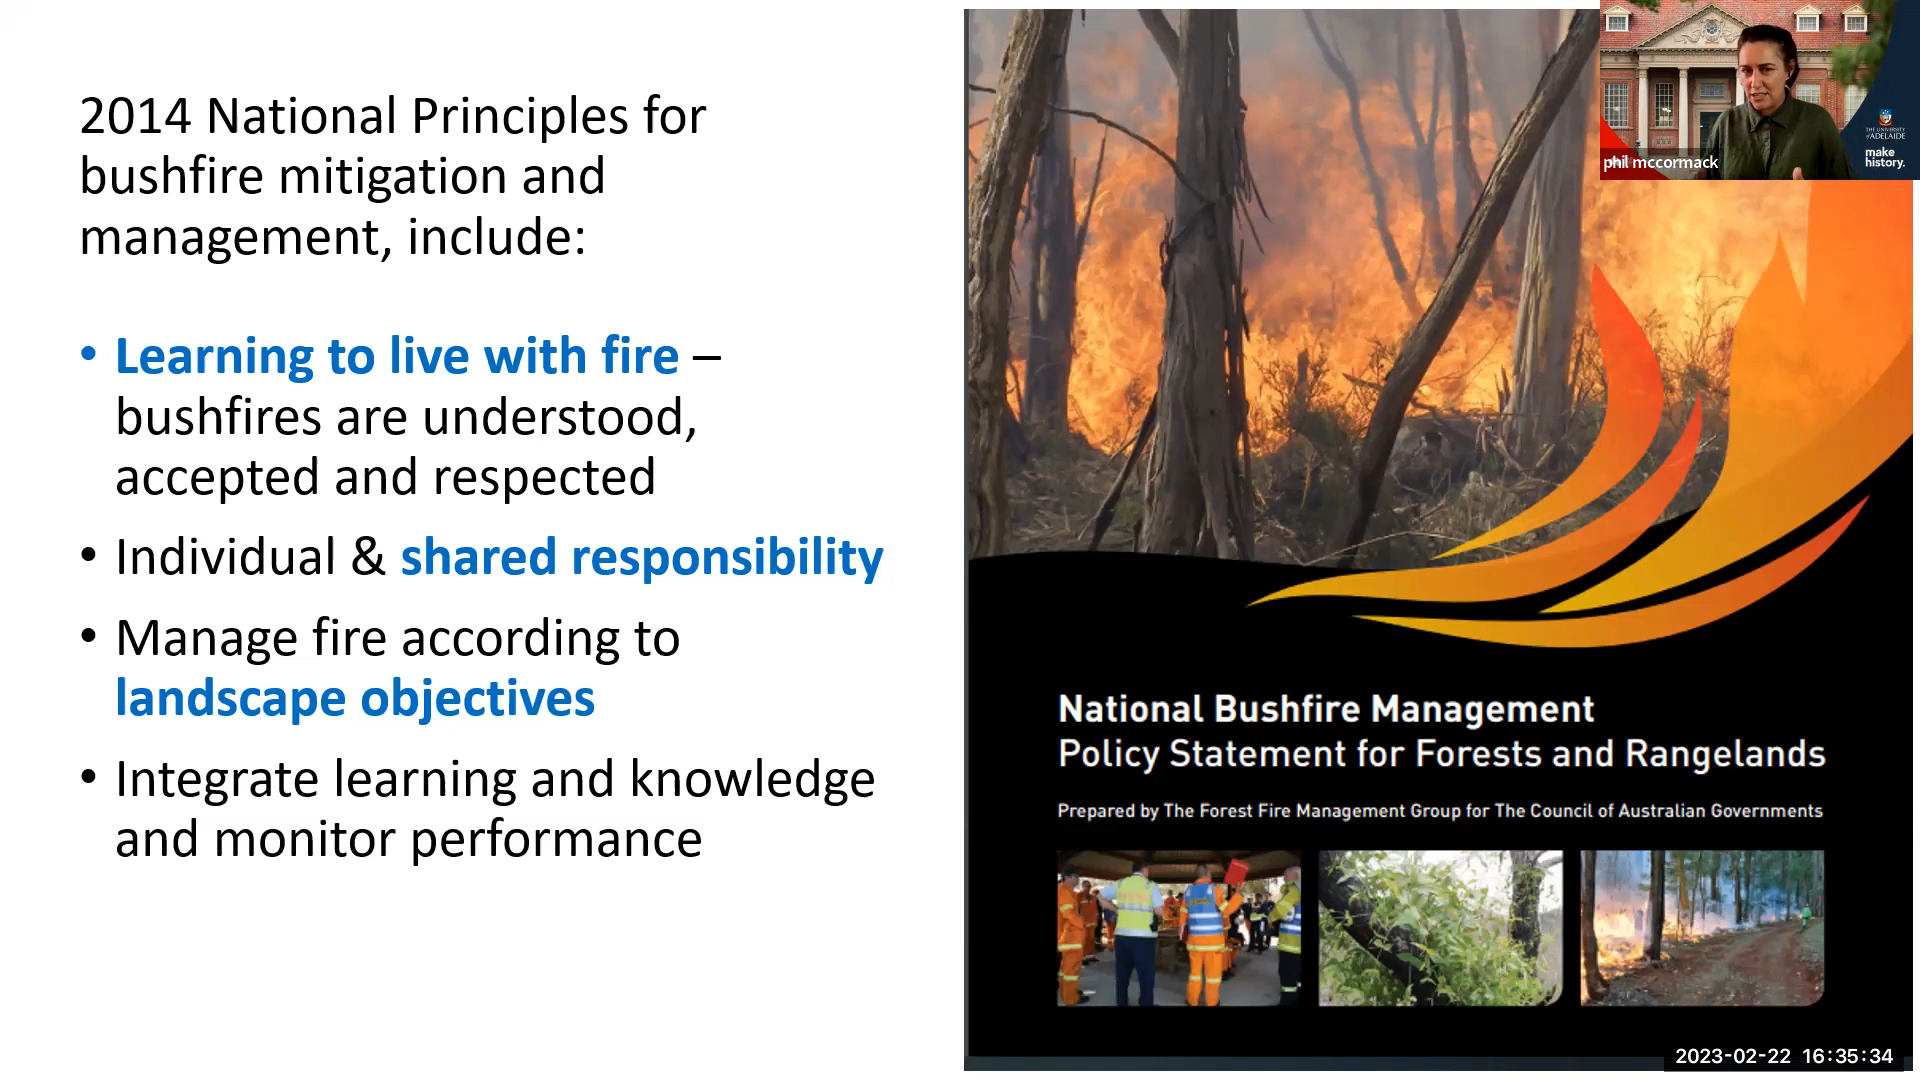 2014 National Principles for
bushfire mitigation and
management, include:
• Learning to live with fire –
bushfires are understood,
accepted and respected
• Individual & shared responsibility
• Manage fire according to
landscape objectives
• Integrate learning and knowledge
and monitor performance
THE UNIVERSITY
of ADELAIDE
make
history.
phil mccormack
National Bushfire Management
Policy Statement for Forests and Rangelands
Prepared by The Forest Fire Management Group for The Council of Australian Governments
2023-02-22 16:35:34